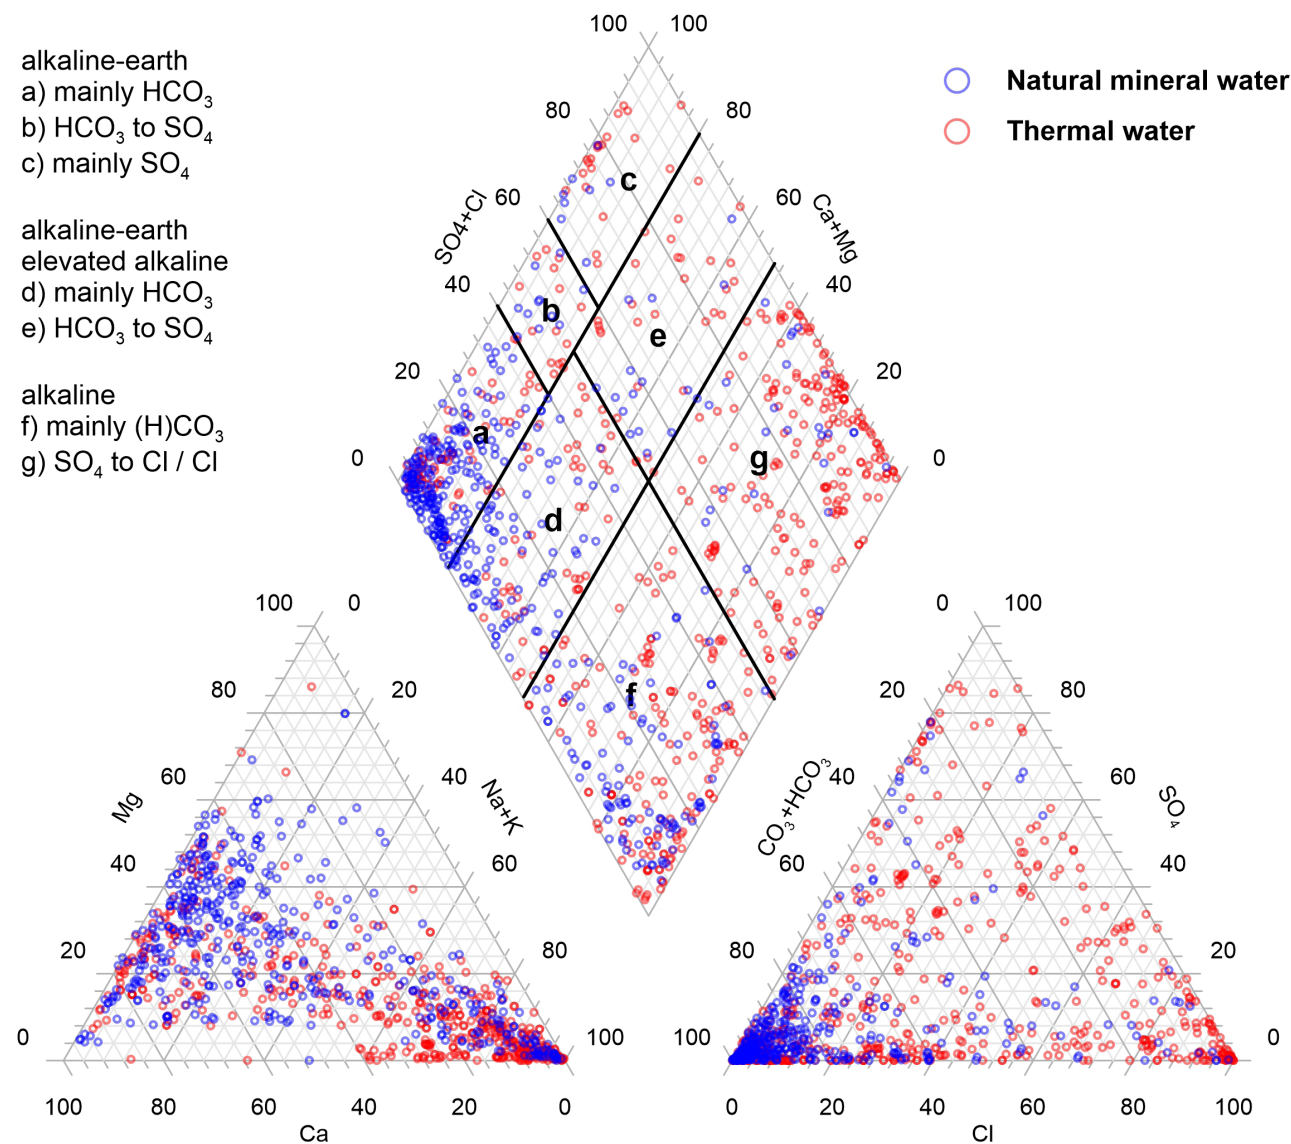 alkaline-earth
a) mainly HCO₃
b) HCO₃ to SO₄
c) mainly SO₄
alkaline-earth
elevated alkaline
d) mainly HCO₃
e) HCO₃ to SO₄
alkaline
f) mainly (H)CO₃
g) SO₄ to Cl / Cl
Natural mineral water
Thermal water
100 100
80 80
60 60
SO4+Cl
Ca+Mg
40 40
20 20
0 0
a
b
c
d
e
f
g
100 0
80 20
60 40
Mg
Na+K
40 60
20 80
0 100
100 80 60 40 20 0
Ca
0 100
20 80
40 60
CO₃+HCO₃
SO₄
60 40
80 20
100 0
0 20 40 60 80 100
Cl